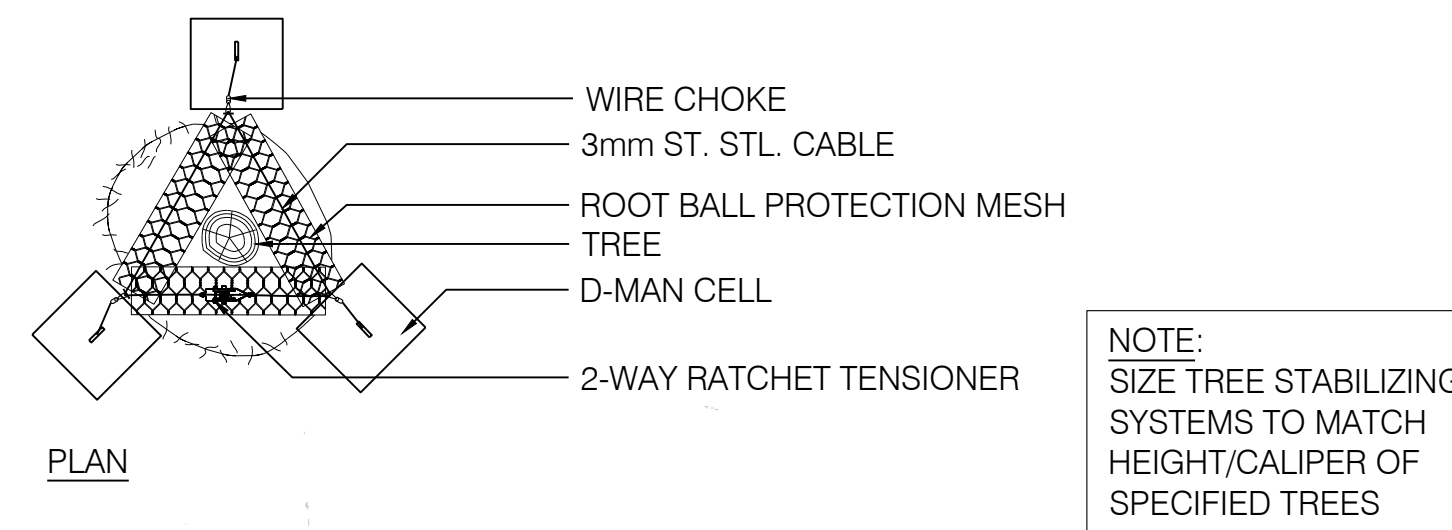 WIRE CHOKE
3mm ST. STL. CABLE
ROOT BALL PROTECTION MESH
TREE
D-MAN CELL
2-WAY RATCHET TENSIONER
PLAN
NOTE:
SIZE TREE STABILIZING
SYSTEMS TO MATCH
HEIGHT/CALIPER OF
SPECIFIED TREES